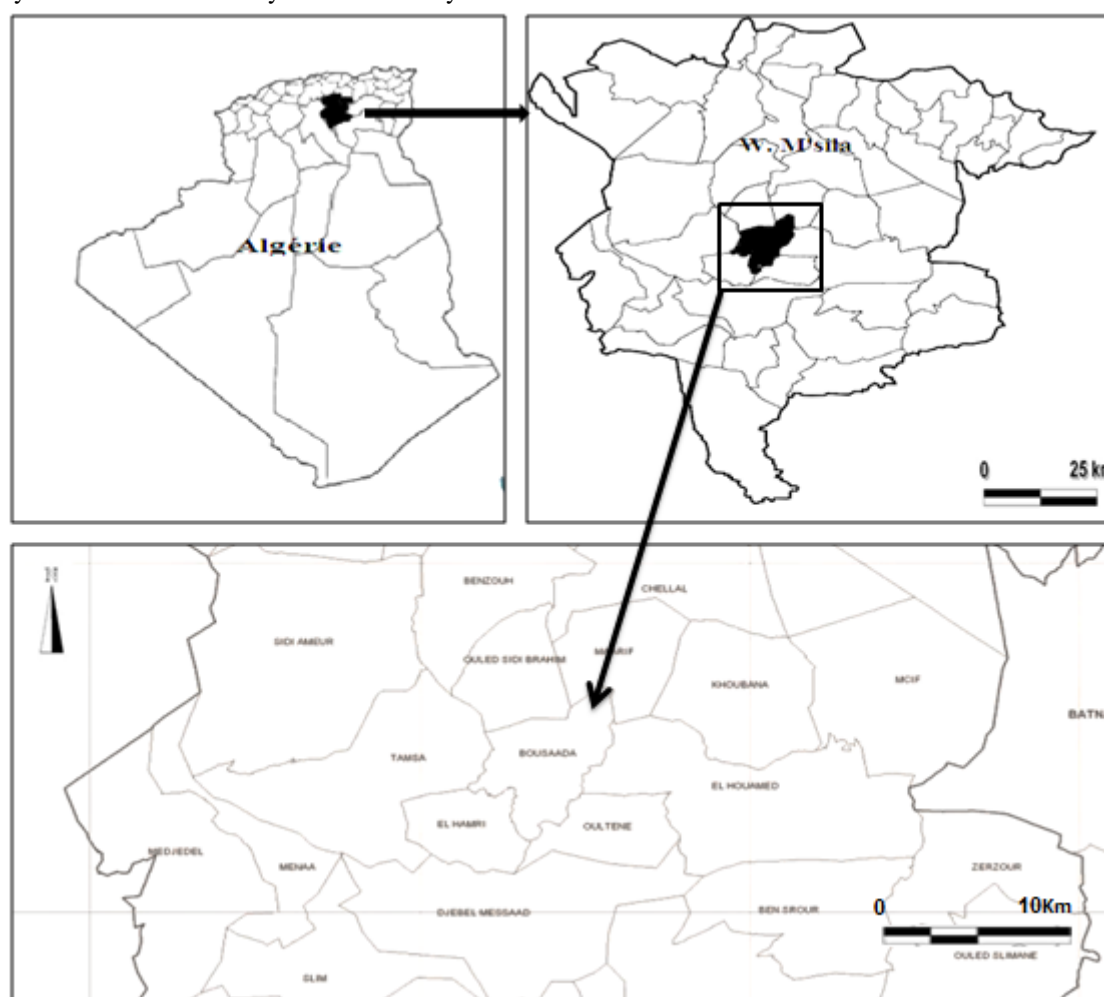 Algérie
W. M'sila
0 25 km
BENZOUH
CHELLAL
SIDI AMEUR
OULED SIDI BRAHIM
KHOUBANA
MCIF
BATNA
BOUSAADA
TAMSA
EL HOUAMED
EL HAMRI
OULTENE
MEDJEDEL
MENAA
ZERZOUR
DJEBEL MESSAAD
BEN SROUR
0 10Km
OULED SLIMANE
SLIM